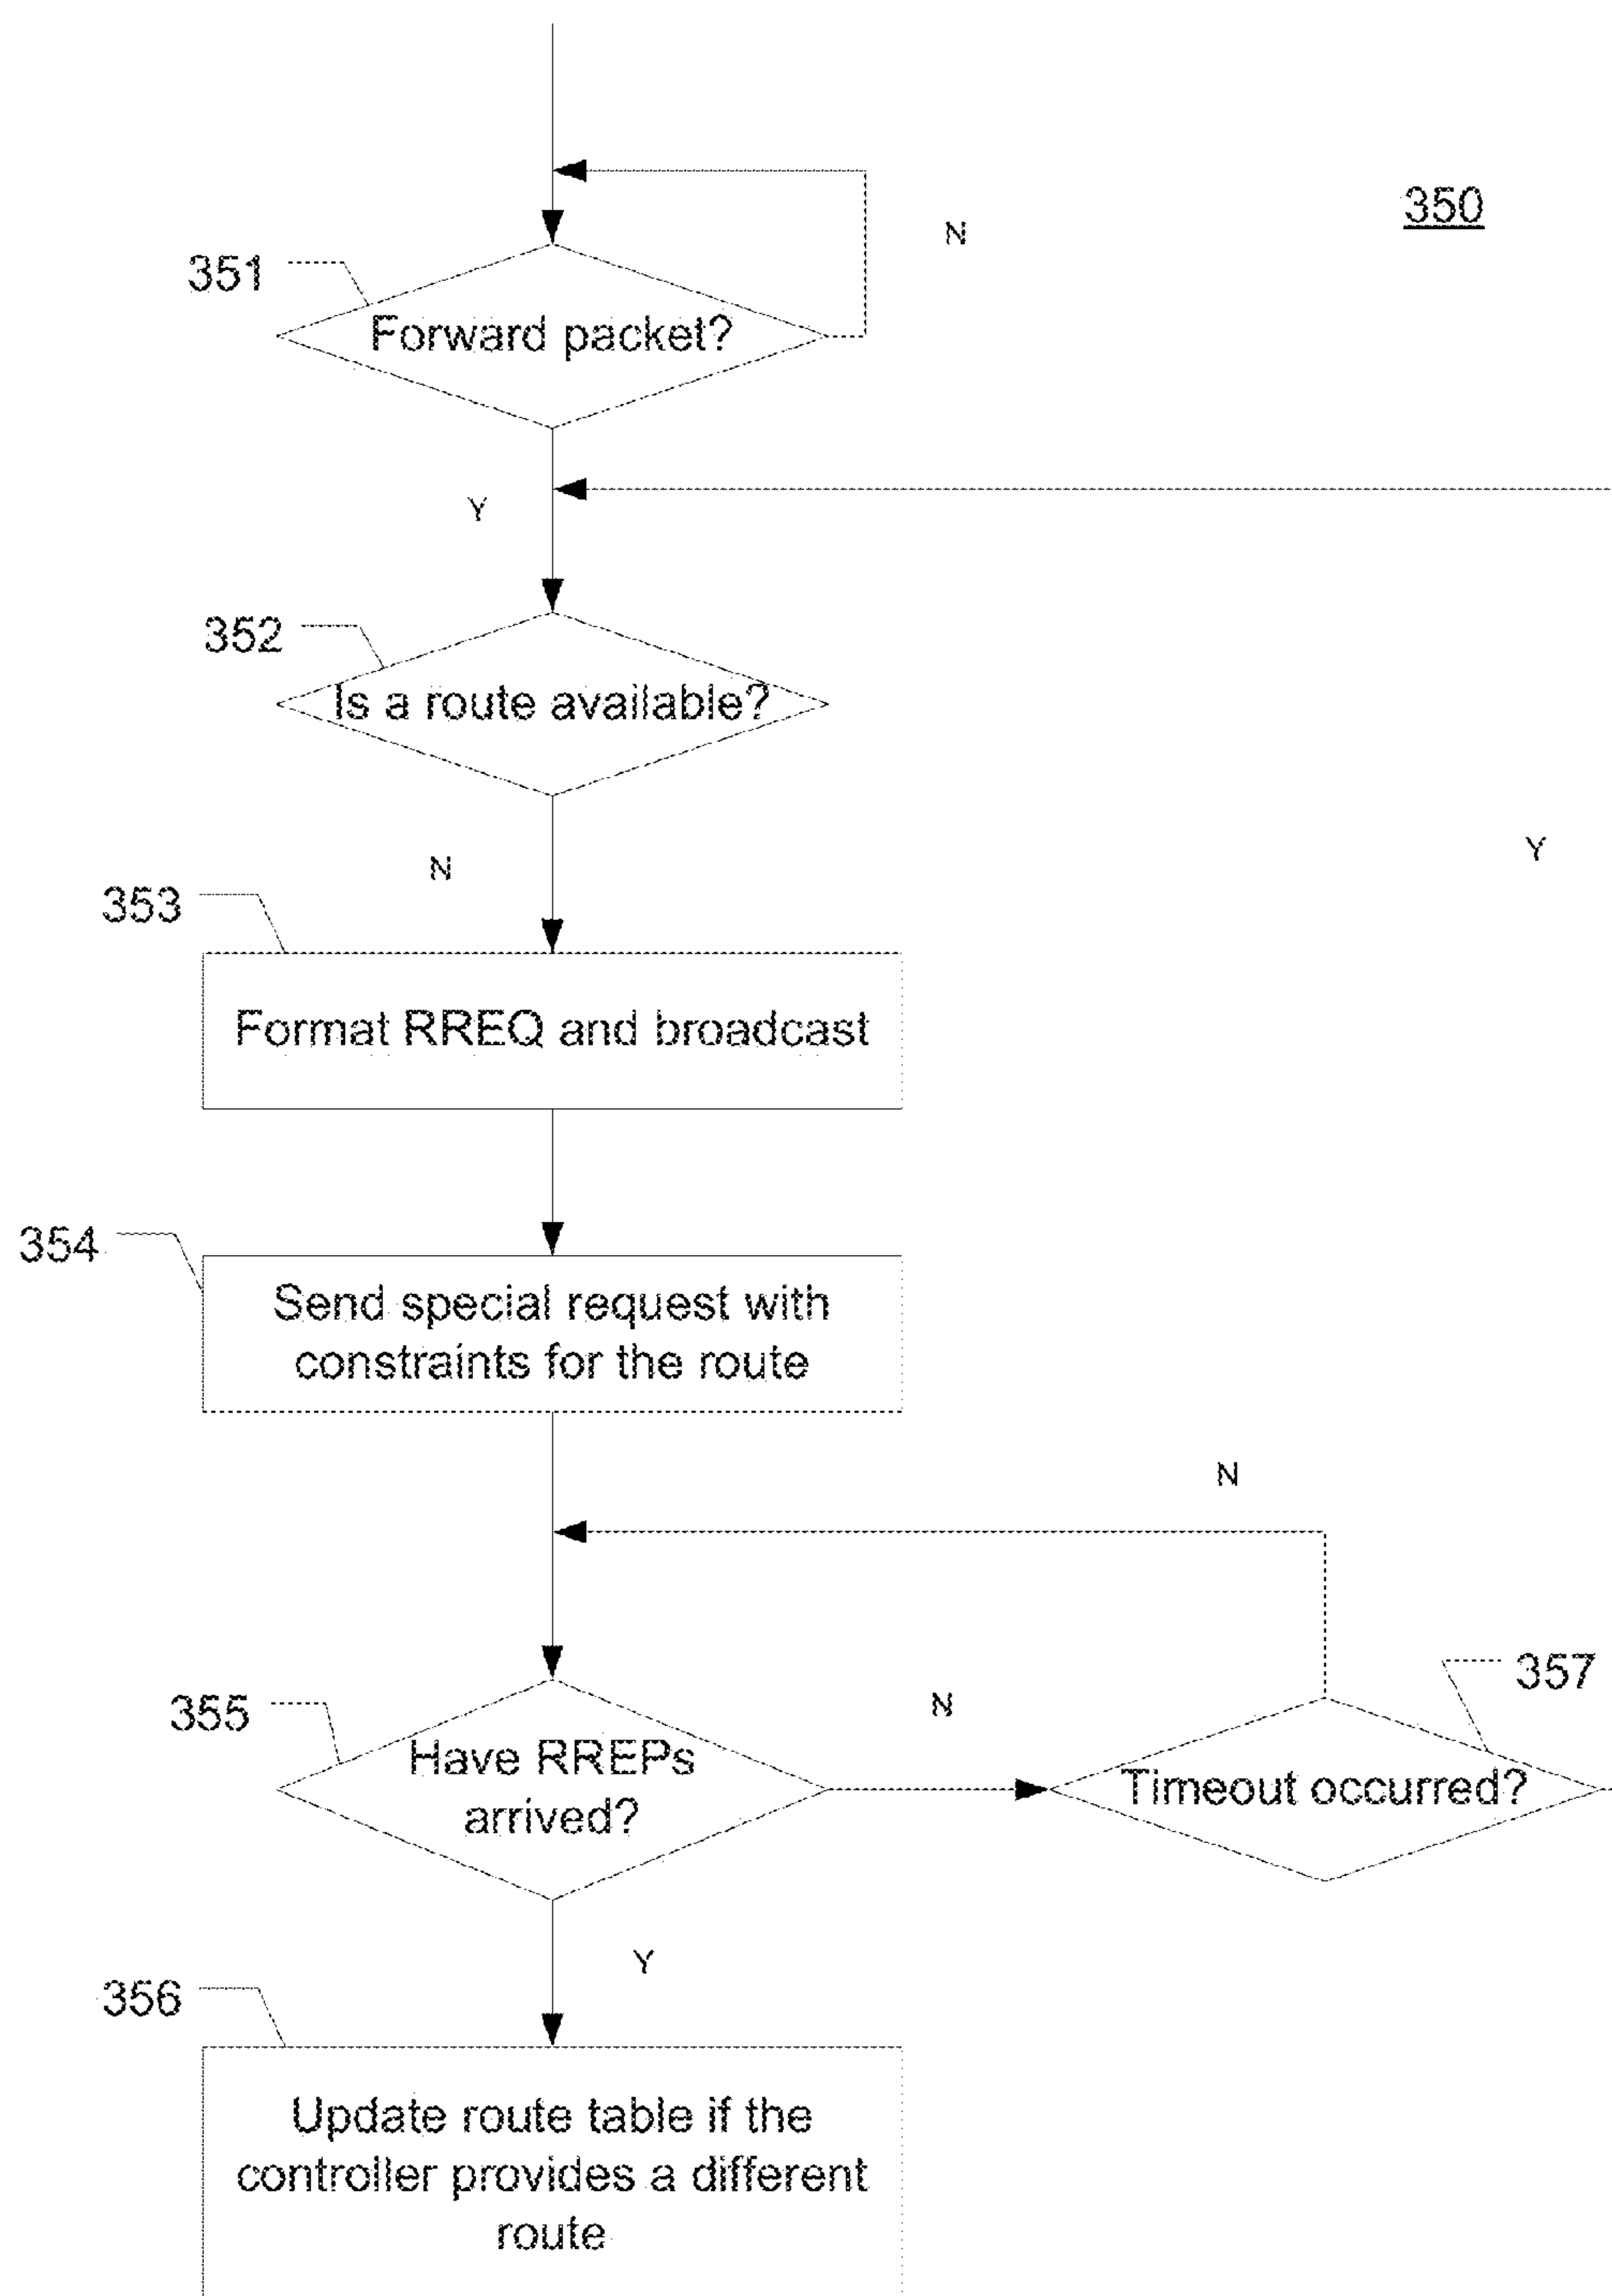 350
N
351
Forward packet?
Y
352
Is a route available?
Y
N
353
Format RREQ and broadcast
354
Send special request with
constraints for the route
N
355
Have RREPs
arrived?
N
357
Timeout occurred?
Y
356
Update route table if the
controller provides a different
route